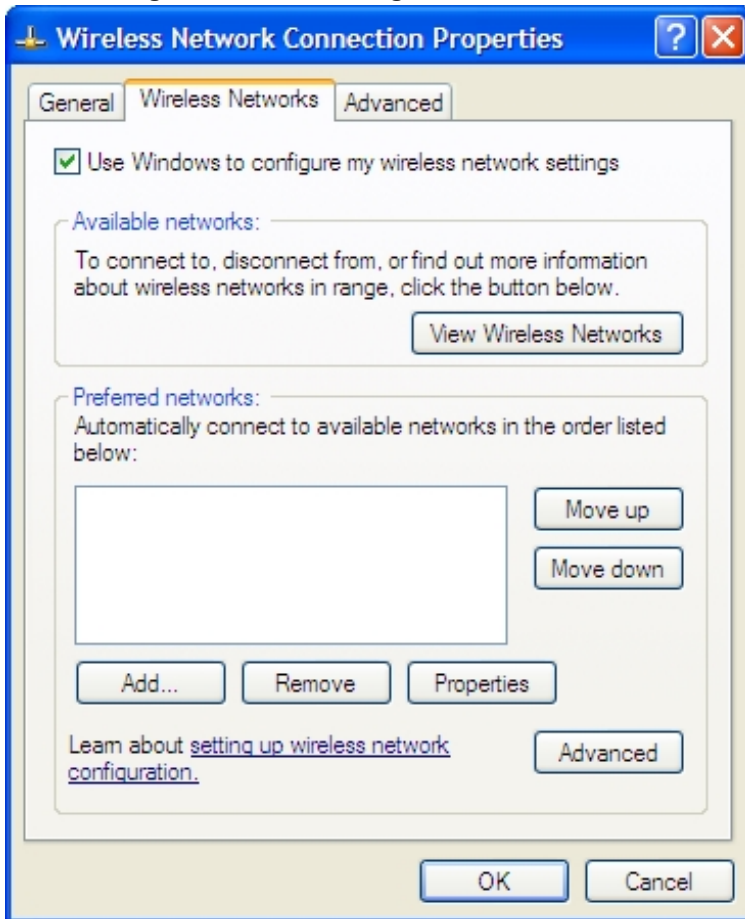 Wireless Network Connection Properties
General Wireless Networks Advanced
Use Windows to configure my wireless network settings
Available networks:
To connect to, disconnect from, or find out more information
about wireless networks in range, click the button below.
View Wireless Networks
Preferred networks:
Automatically connect to available networks in the order listed
below:
Move up
Move down
Add... Remove Properties
Learn about setting up wireless network
configuration.
Advanced
OK Cancel